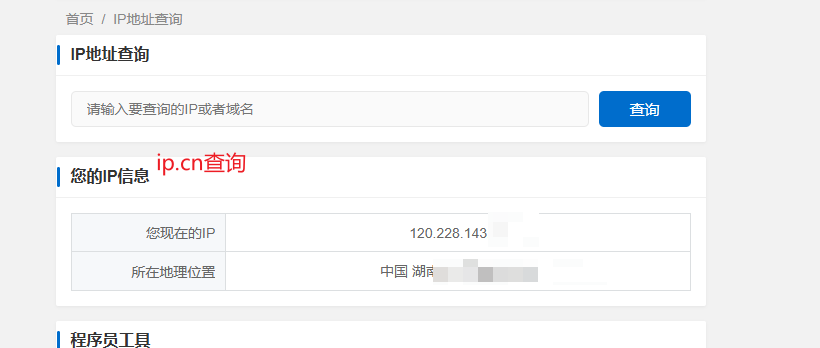 首页 / IP地址查询
IP地址查询
请输入要查询的IP或者域名 查询
您的IP信息 ip.cn查询
您现在的IP 120.228.143
所在地理位置 中国 湖南
程序员工具